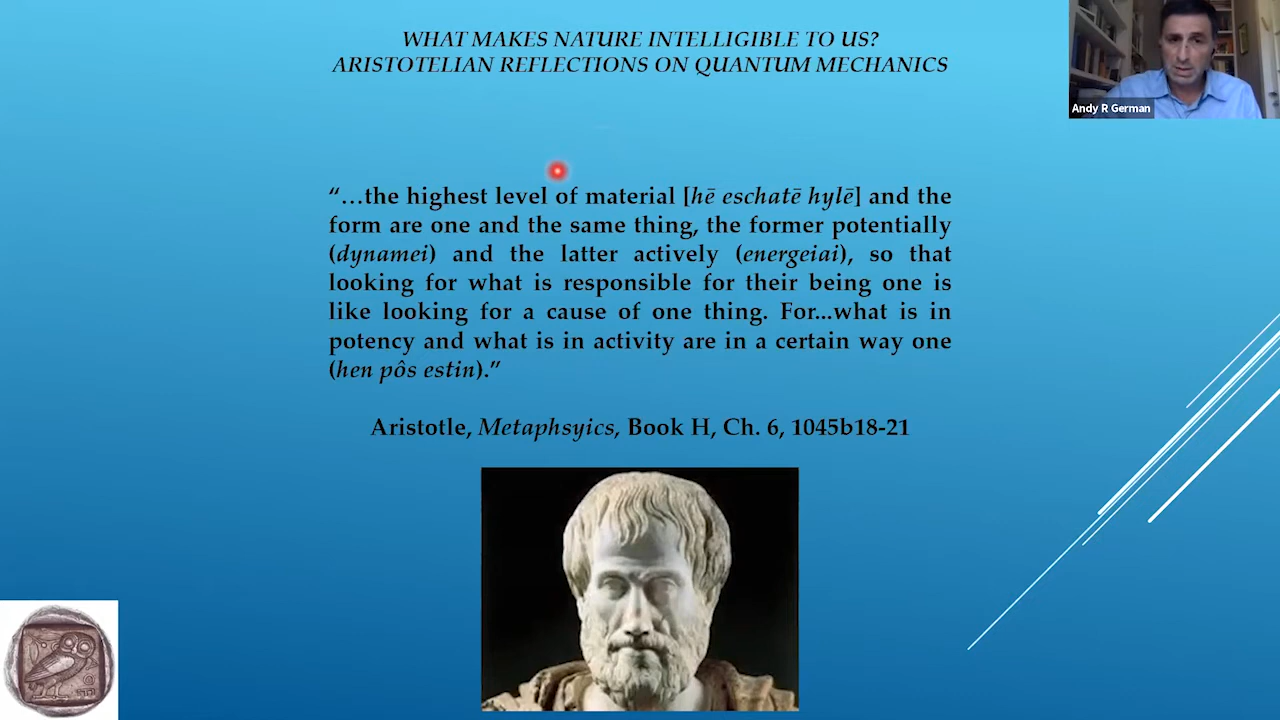 WHAT MAKES NATURE INTELLIGIBLE TO US?
ARISTOTELIAN REFLECTIONS ON QUANTUM MECHANICS
Andy R German
“…the highest level of material [hē eschatē hylē] and the
form are one and the same thing, the former potentially
(dynamei) and the latter actively (energeiai), so that
looking for what is responsible for their being one is
like looking for a cause of one thing. For...what is in
potency and what is in activity are in a certain way one
(hen pôs estin).”
Aristotle, Metaphsyics, Book H, Ch. 6, 1045b18-21